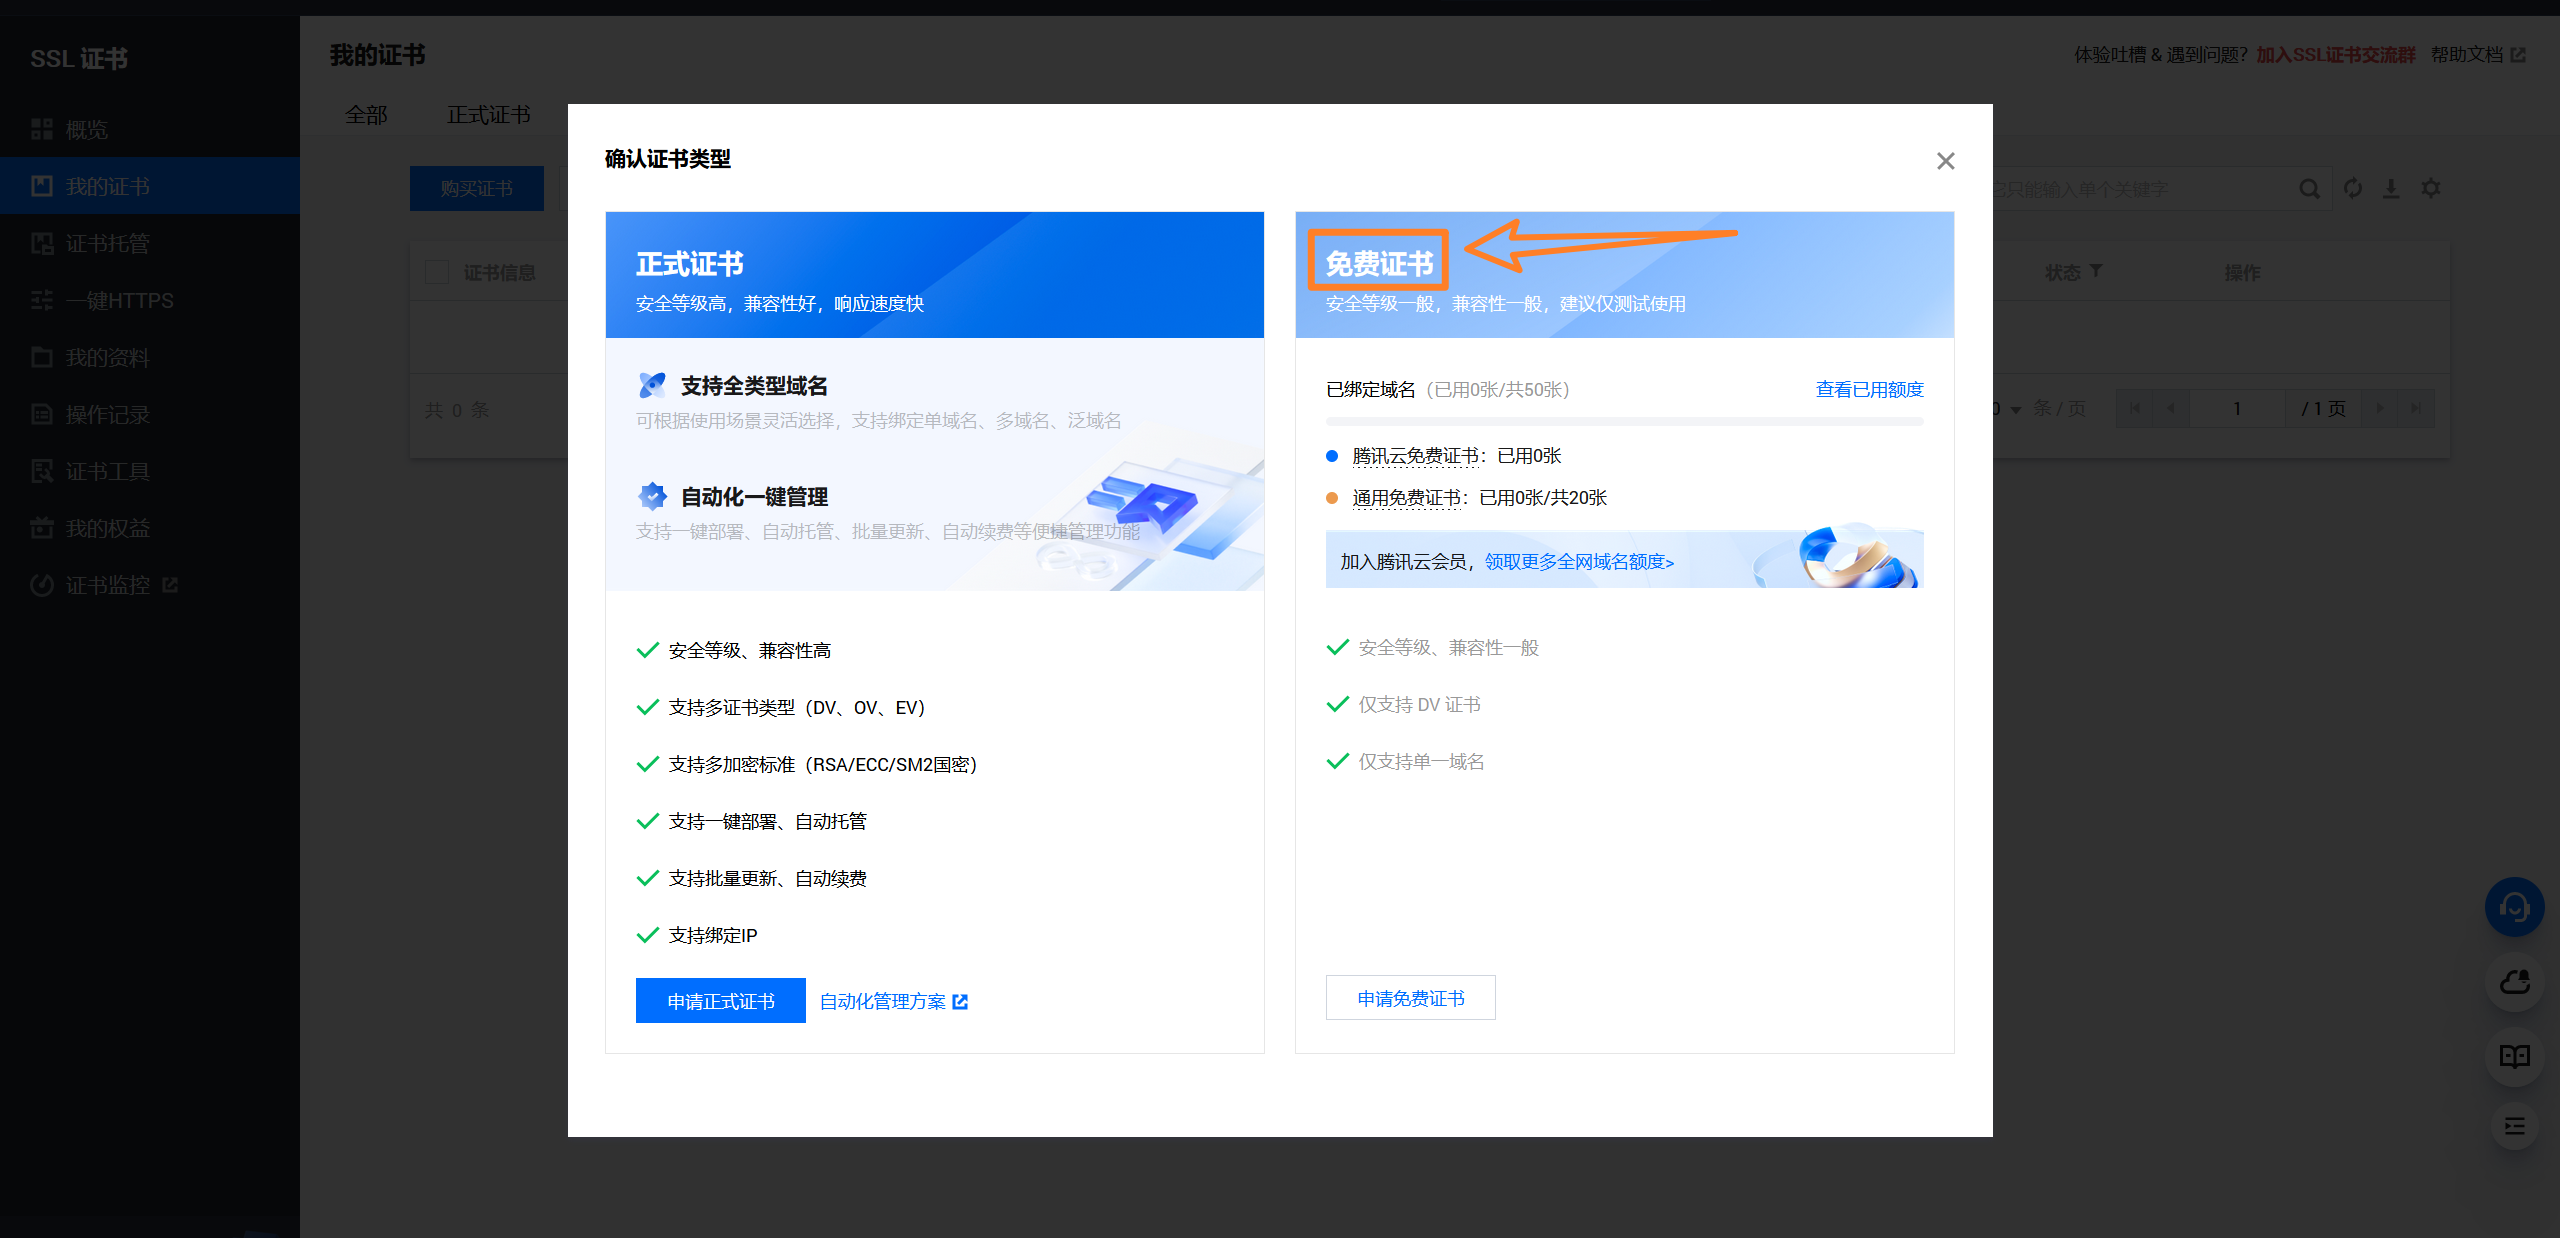 SSL 证书
概览
我的证书
证书托管
一键HTTPS
我的资料
操作记录
证书工具
我的权益
证书监控
我的证书
体验吐槽 & 遇到问题？ 加入SSL证书交流群 帮助文档
全部 正式证书
购买证书
它只能输入单个关键字
证书信息
状态 操作
共 0 条
0 条 / 页 1 / 1 页
确认证书类型
正式证书
安全等级高，兼容性好，响应速度快
支持全类型域名
可根据使用场景灵活选择，支持绑定单域名、多域名、泛域名
自动化一键管理
支持一键部署、自动托管、批量更新、自动续费等便捷管理功能
安全等级、兼容性高
支持多证书类型（DV、OV、EV）
支持多加密标准（RSA/ECC/SM2国密）
支持一键部署、自动托管
支持批量更新、自动续费
支持绑定IP
申请正式证书 自动化管理方案
免费证书
安全等级一般，兼容性一般，建议仅测试使用
已绑定域名（已用0张/共50张） 查看已用额度
腾讯云免费证书：已用0张
通用免费证书：已用0张/共20张
加入腾讯云会员，领取更多全网域名额度>
安全等级、兼容性一般
仅支持 DV 证书
仅支持单一域名
申请免费证书